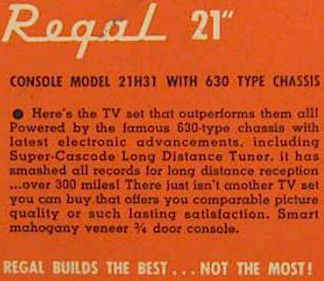 Regal 21"
CONSOLE MODEL 21H31 WITH 630 TYPE CHASSIS
● Here's the TV set that outperforms them all!
Powered by the famous 630-type chassis with
latest electronic advancements, including
Super-Cascode Long Distance Tuner, it has
smashed all records for long distance reception
...over 300 miles! There just isn't another TV set
you can buy that offers you comparable picture
quality or such lasting satisfaction. Smart
mahogany veneer ¾ door console.
REGAL BUILDS THE BEST...NOT THE MOST!